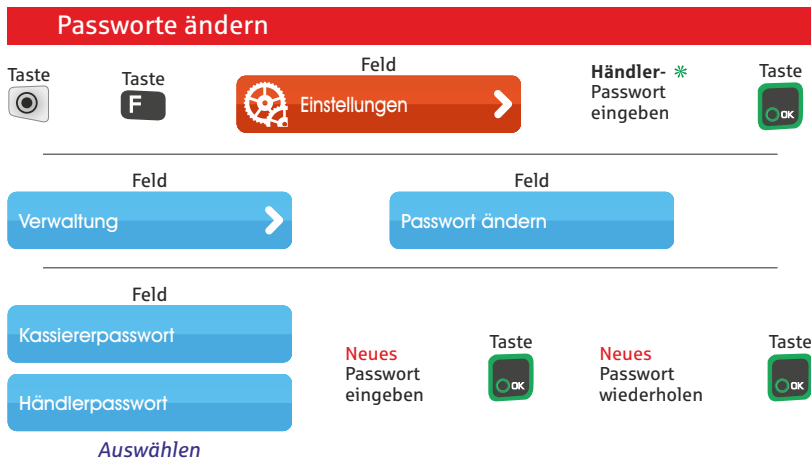 Passworte ändern
Taste
Taste
F
Feld
Einstellungen
Händler- *
Passwort
eingeben
Taste
OK
Feld
Verwaltung
Feld
Passwort ändern
Feld
Kassiererpasswort
Händlerpasswort
Auswählen
Neues
Passwort
eingeben
Taste
OK
Neues
Passwort
wiederholen
Taste
OK